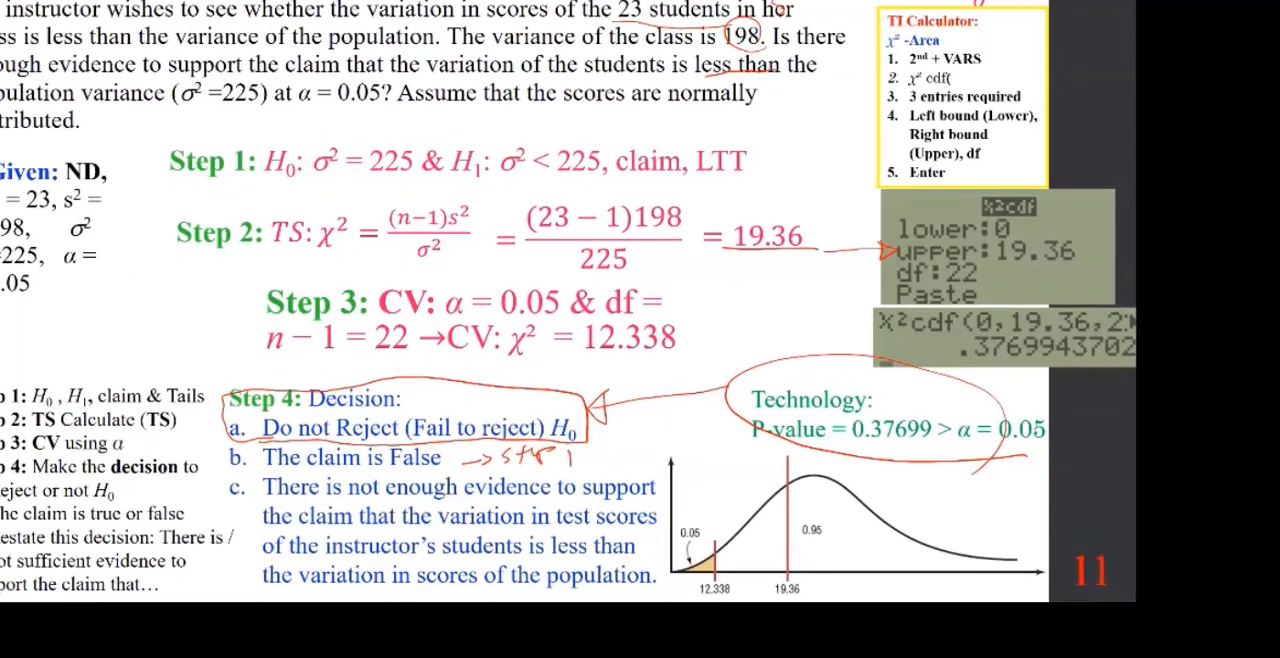 instructor wishes to see whether the variation in scores of the 23 students in her
ss is less than the variance of the population. The variance of the class is 198. Is there
ough evidence to support the claim that the variation of the students is less than the
pulation variance (σ² =225) at α = 0.05? Assume that the scores are normally
tributed.
TI Calculator:
χ² -Area
1. 2nd + VARS
2. χ² cdf(
3. 3 entries required
4. Left bound (Lower),
Right bound
(Upper), df
5. Enter
Given: ND,
= 23, s² =
98, σ²
225, α =
.05
Step 1: H₀: σ² = 225 & H₁: σ² < 225, claim, LTT
Step 2: TS: χ² = (n−1)s² / σ² = (23 − 1)198 / 225 = 19.36
χ²cdf
lower:0
upper:19.36
df:22
Paste
χ²cdf(0,19.36,2
.3769943702
Step 3: CV: α = 0.05 & df =
n − 1 = 22 →CV: χ² = 12.338
p 1: H₀ , H₁, claim & Tails
p 2: TS Calculate (TS)
p 3: CV using α
p 4: Make the decision to
eject or not H₀
he claim is true or false
estate this decision: There is /
ot sufficient evidence to
port the claim that…
Step 4: Decision:
a. Do not Reject (Fail to reject) H₀
b. The claim is False → step 1
c. There is not enough evidence to support
the claim that the variation in test scores
of the instructor’s students is less than
the variation in scores of the population.
Technology:
P-value = 0.37699 > α = 0.05
0.05
0.95
12.338
19.36
11